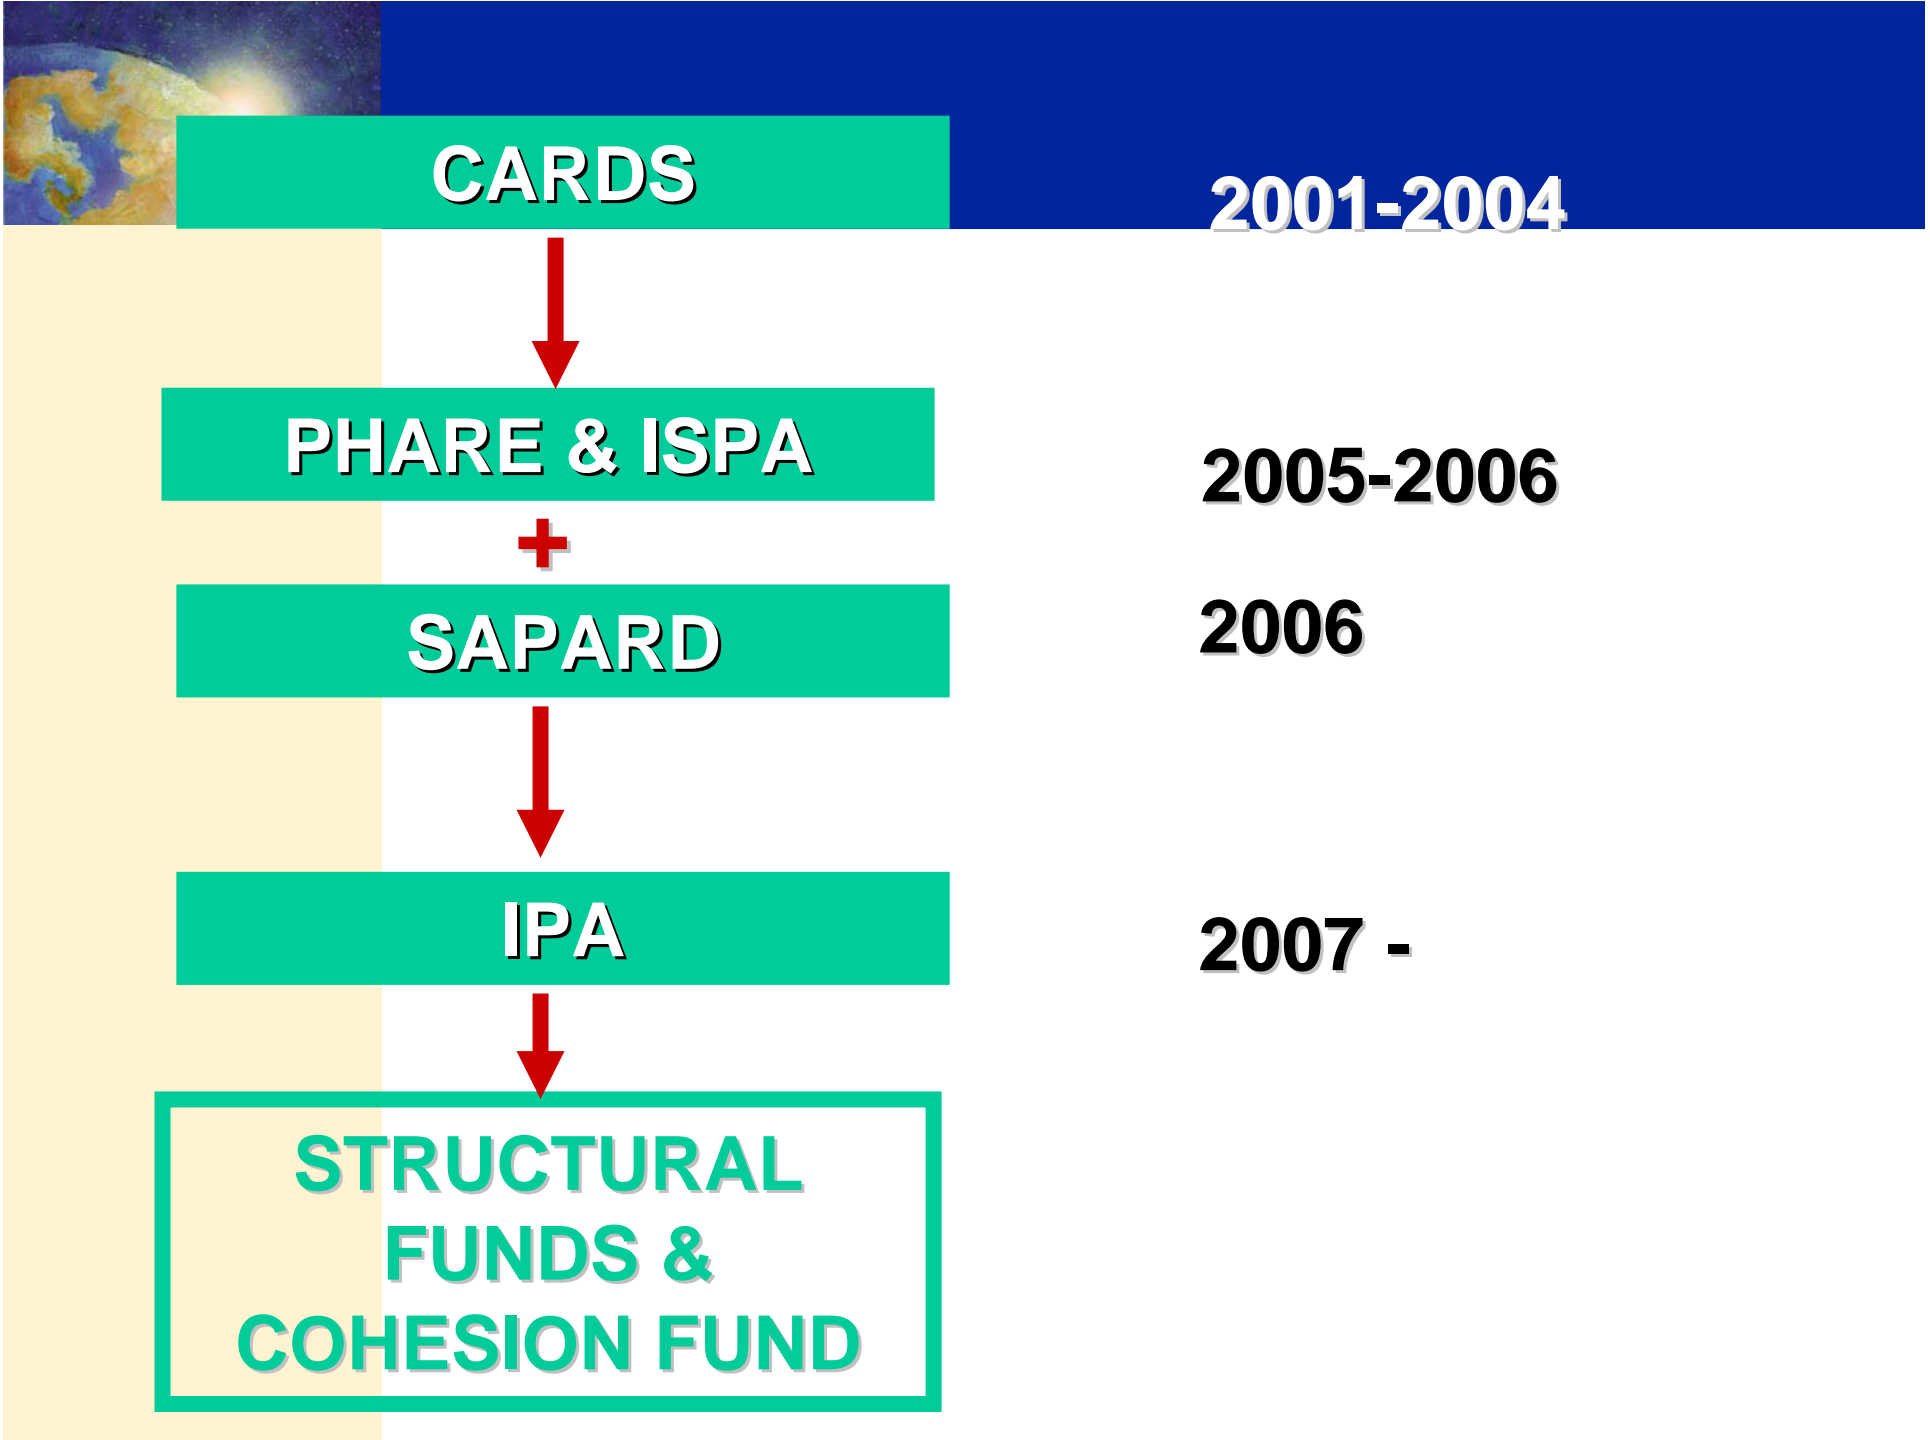 CARDS
2001-2004
PHARE & ISPA
2005-2006
+
SAPARD
2006
IPA
2007 -
STRUCTURAL
FUNDS &
COHESION FUND